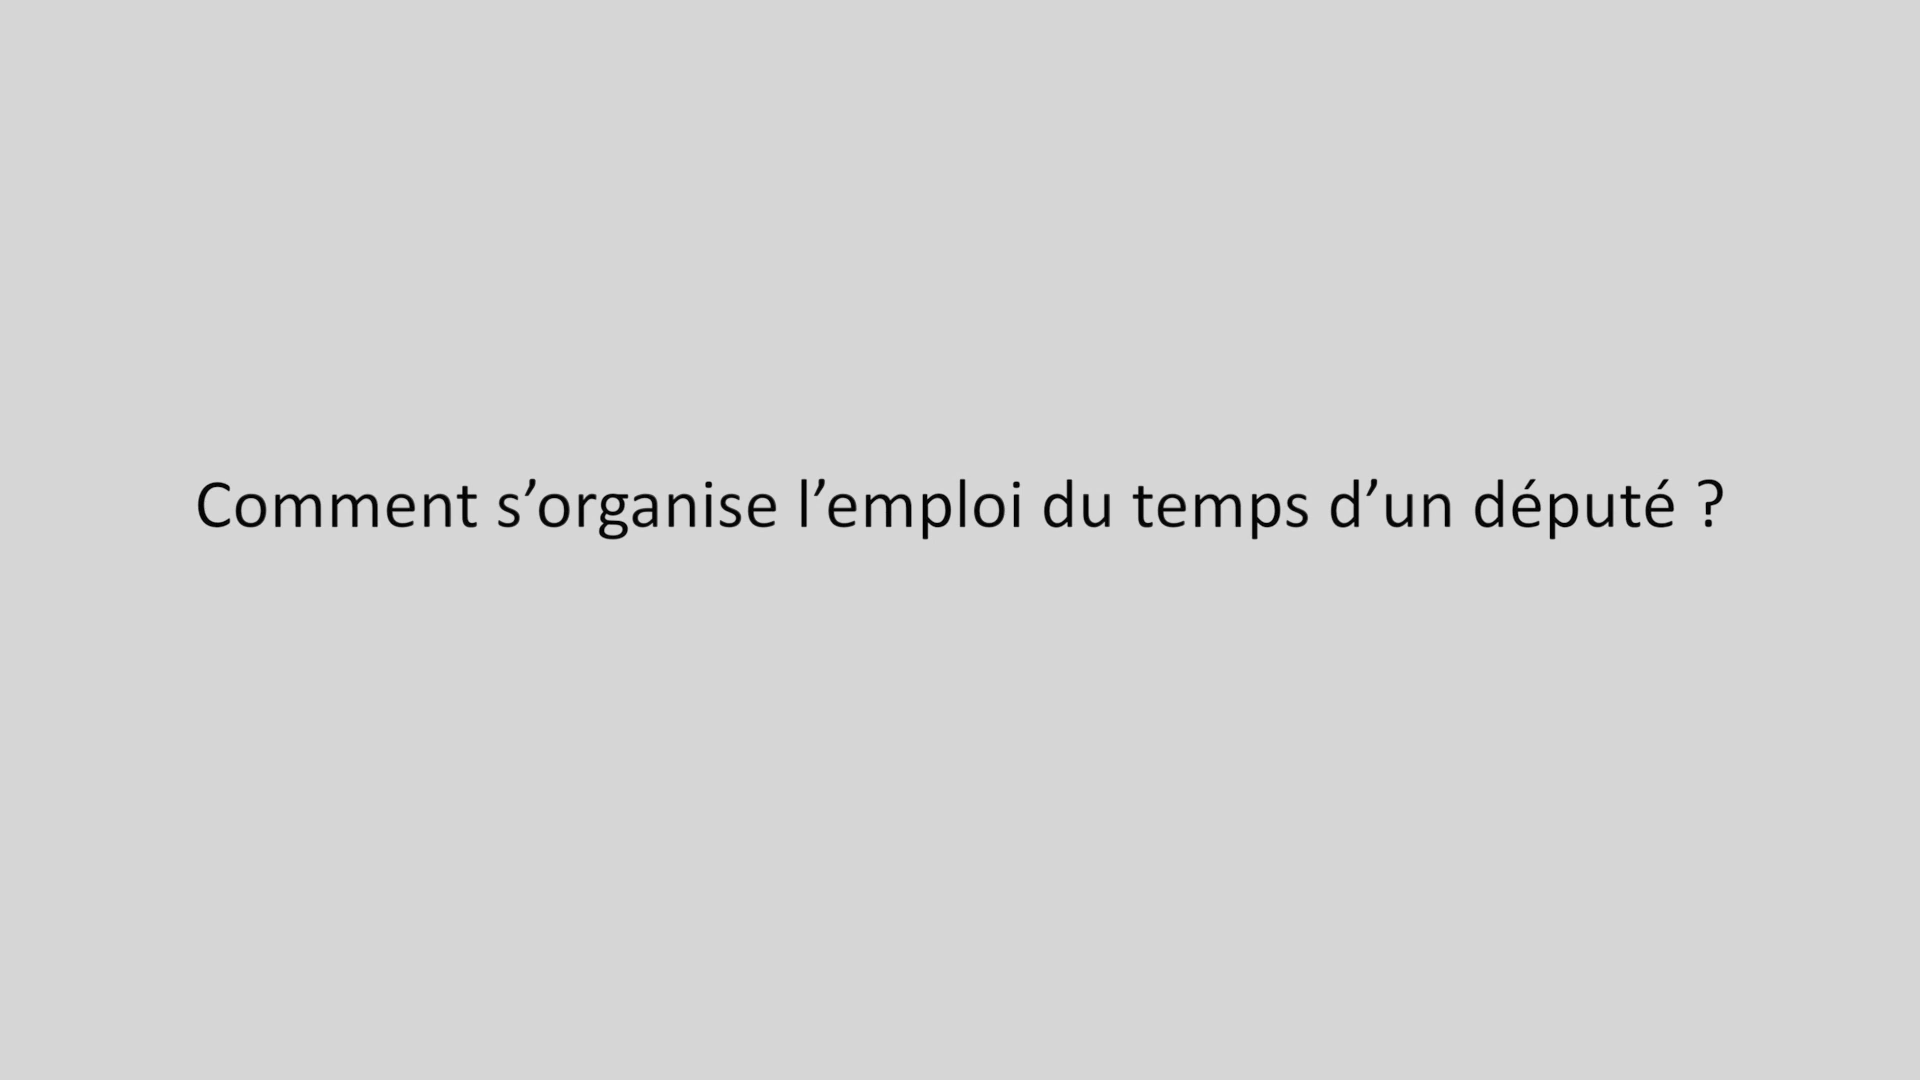 Comment s’organise l’emploi du temps d’un député ?